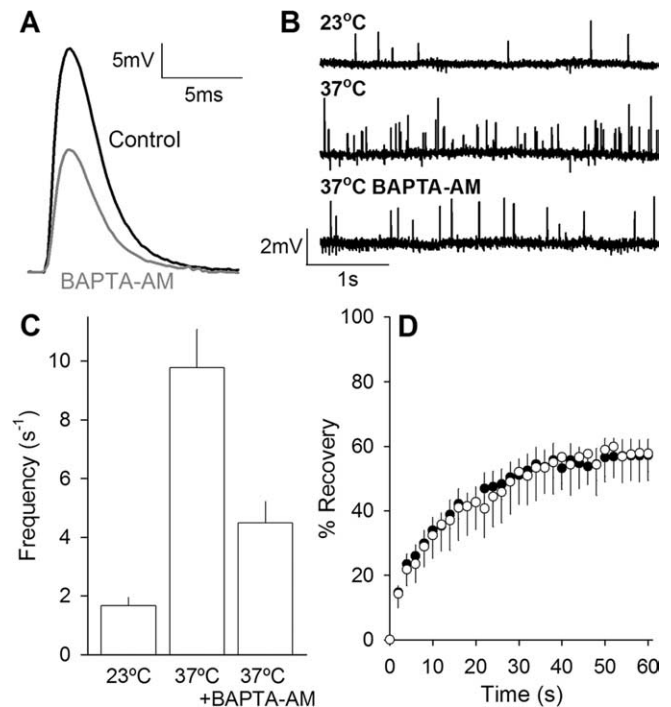 A
5mV
5ms
Control
BAPTA-AM
B
23ºC
37ºC
37ºC BAPTA-AM
2mV
1s
C
Frequency (s⁻¹)
10
8
6
4
2
0
23ºC 37ºC 37ºC
+BAPTA-AM
D
% Recovery
100
80
60
40
20
0
0 10 20 30 40 50 60
Time (s)